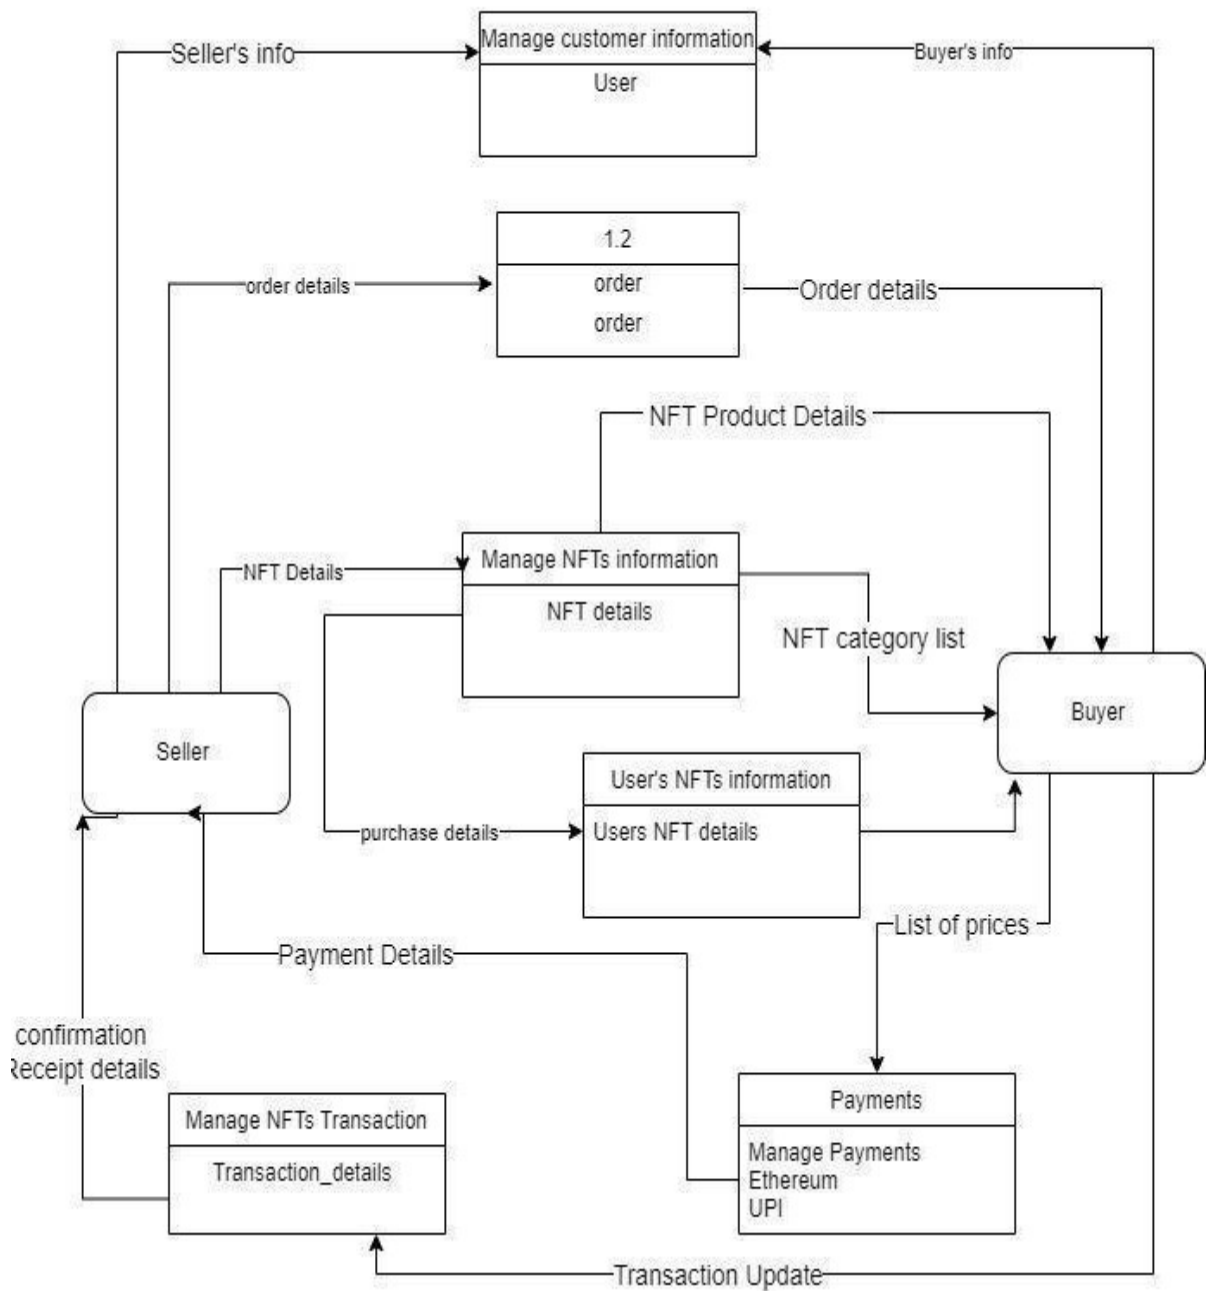 Manage customer information
Seller's info
Buyer's info
User
1.2
order details
order
Order details
order
NFT Product Details
Manage NFTs information
NFT Details
NFT details
NFT category list
Buyer
Seller
User's NFTs information
purchase details
Users NFT details
List of prices
Payment Details
confirmation
Receipt details
Payments
Manage NFTs Transaction
Manage Payments
Transaction_details
Ethereum
UPI
Transaction Update